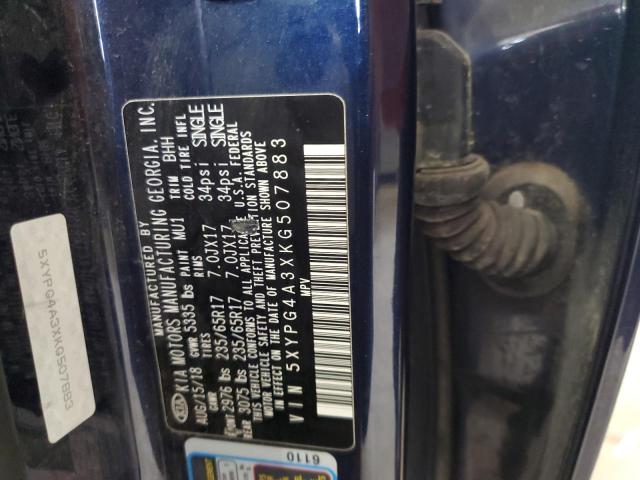 MANUFACTURED BY
KIA MOTORS MANUFACTURING GEORGIA, INC.
AUG/15/18 GVWR 5335 lbs PAINT MU1 TRIM BHH
GAWR TIRES RIMS COLD TIRE INFL
2976 lbs 235/65R17 7.0JX17 34psi SINGLE
3075 lbs 235/65R17 7.0JX17 34psi SINGLE
THIS VEHICLE CONFORMS TO ALL APPLICABLE U.S.A. FEDERAL
MOTOR VEHICLE SAFETY AND THEFT PREVENTION STANDARDS
IN EFFECT ON THE DATE OF MANUFACTURE SHOWN ABOVE
VIN 5XYPG4A3XKG507883
MPV
5XYPG4A3XKG507883
6110